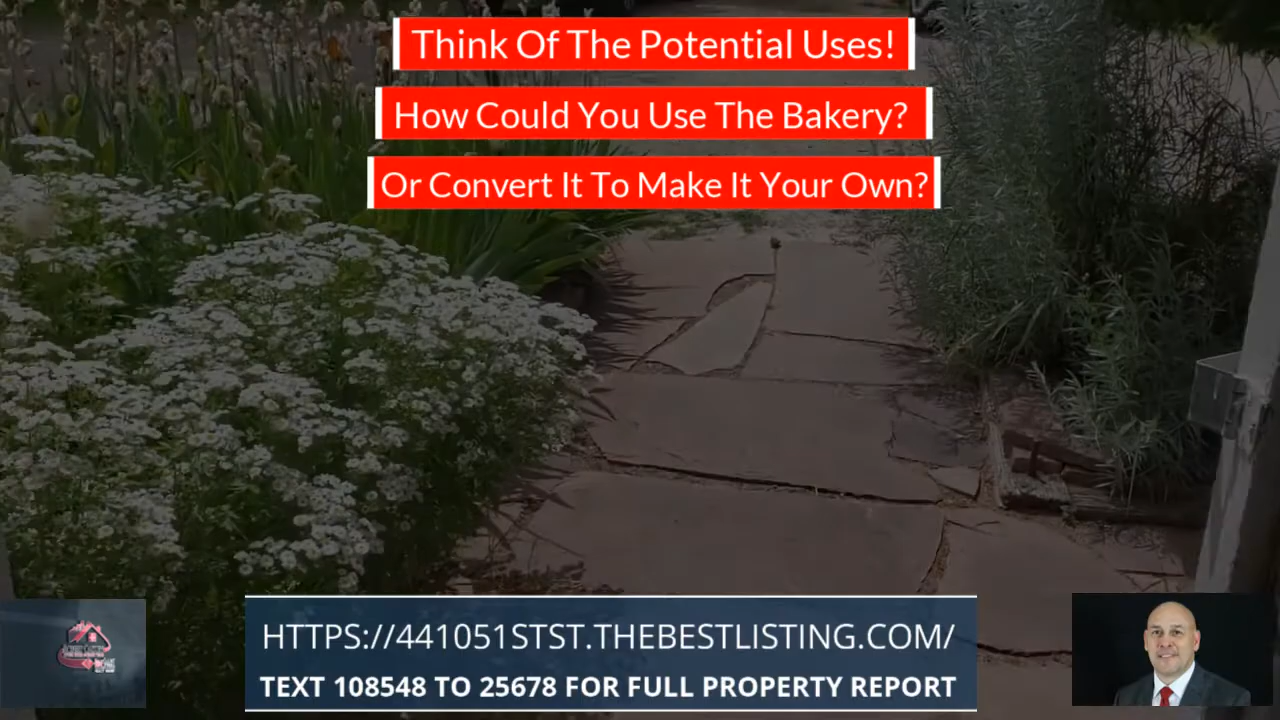 Think Of The Potential Uses!
How Could You Use The Bakery?
Or Convert It To Make It Your Own?
HTTPS://441051STST.THEBESTLISTING.COM/
TEXT 108548 TO 25678 FOR FULL PROPERTY REPORT